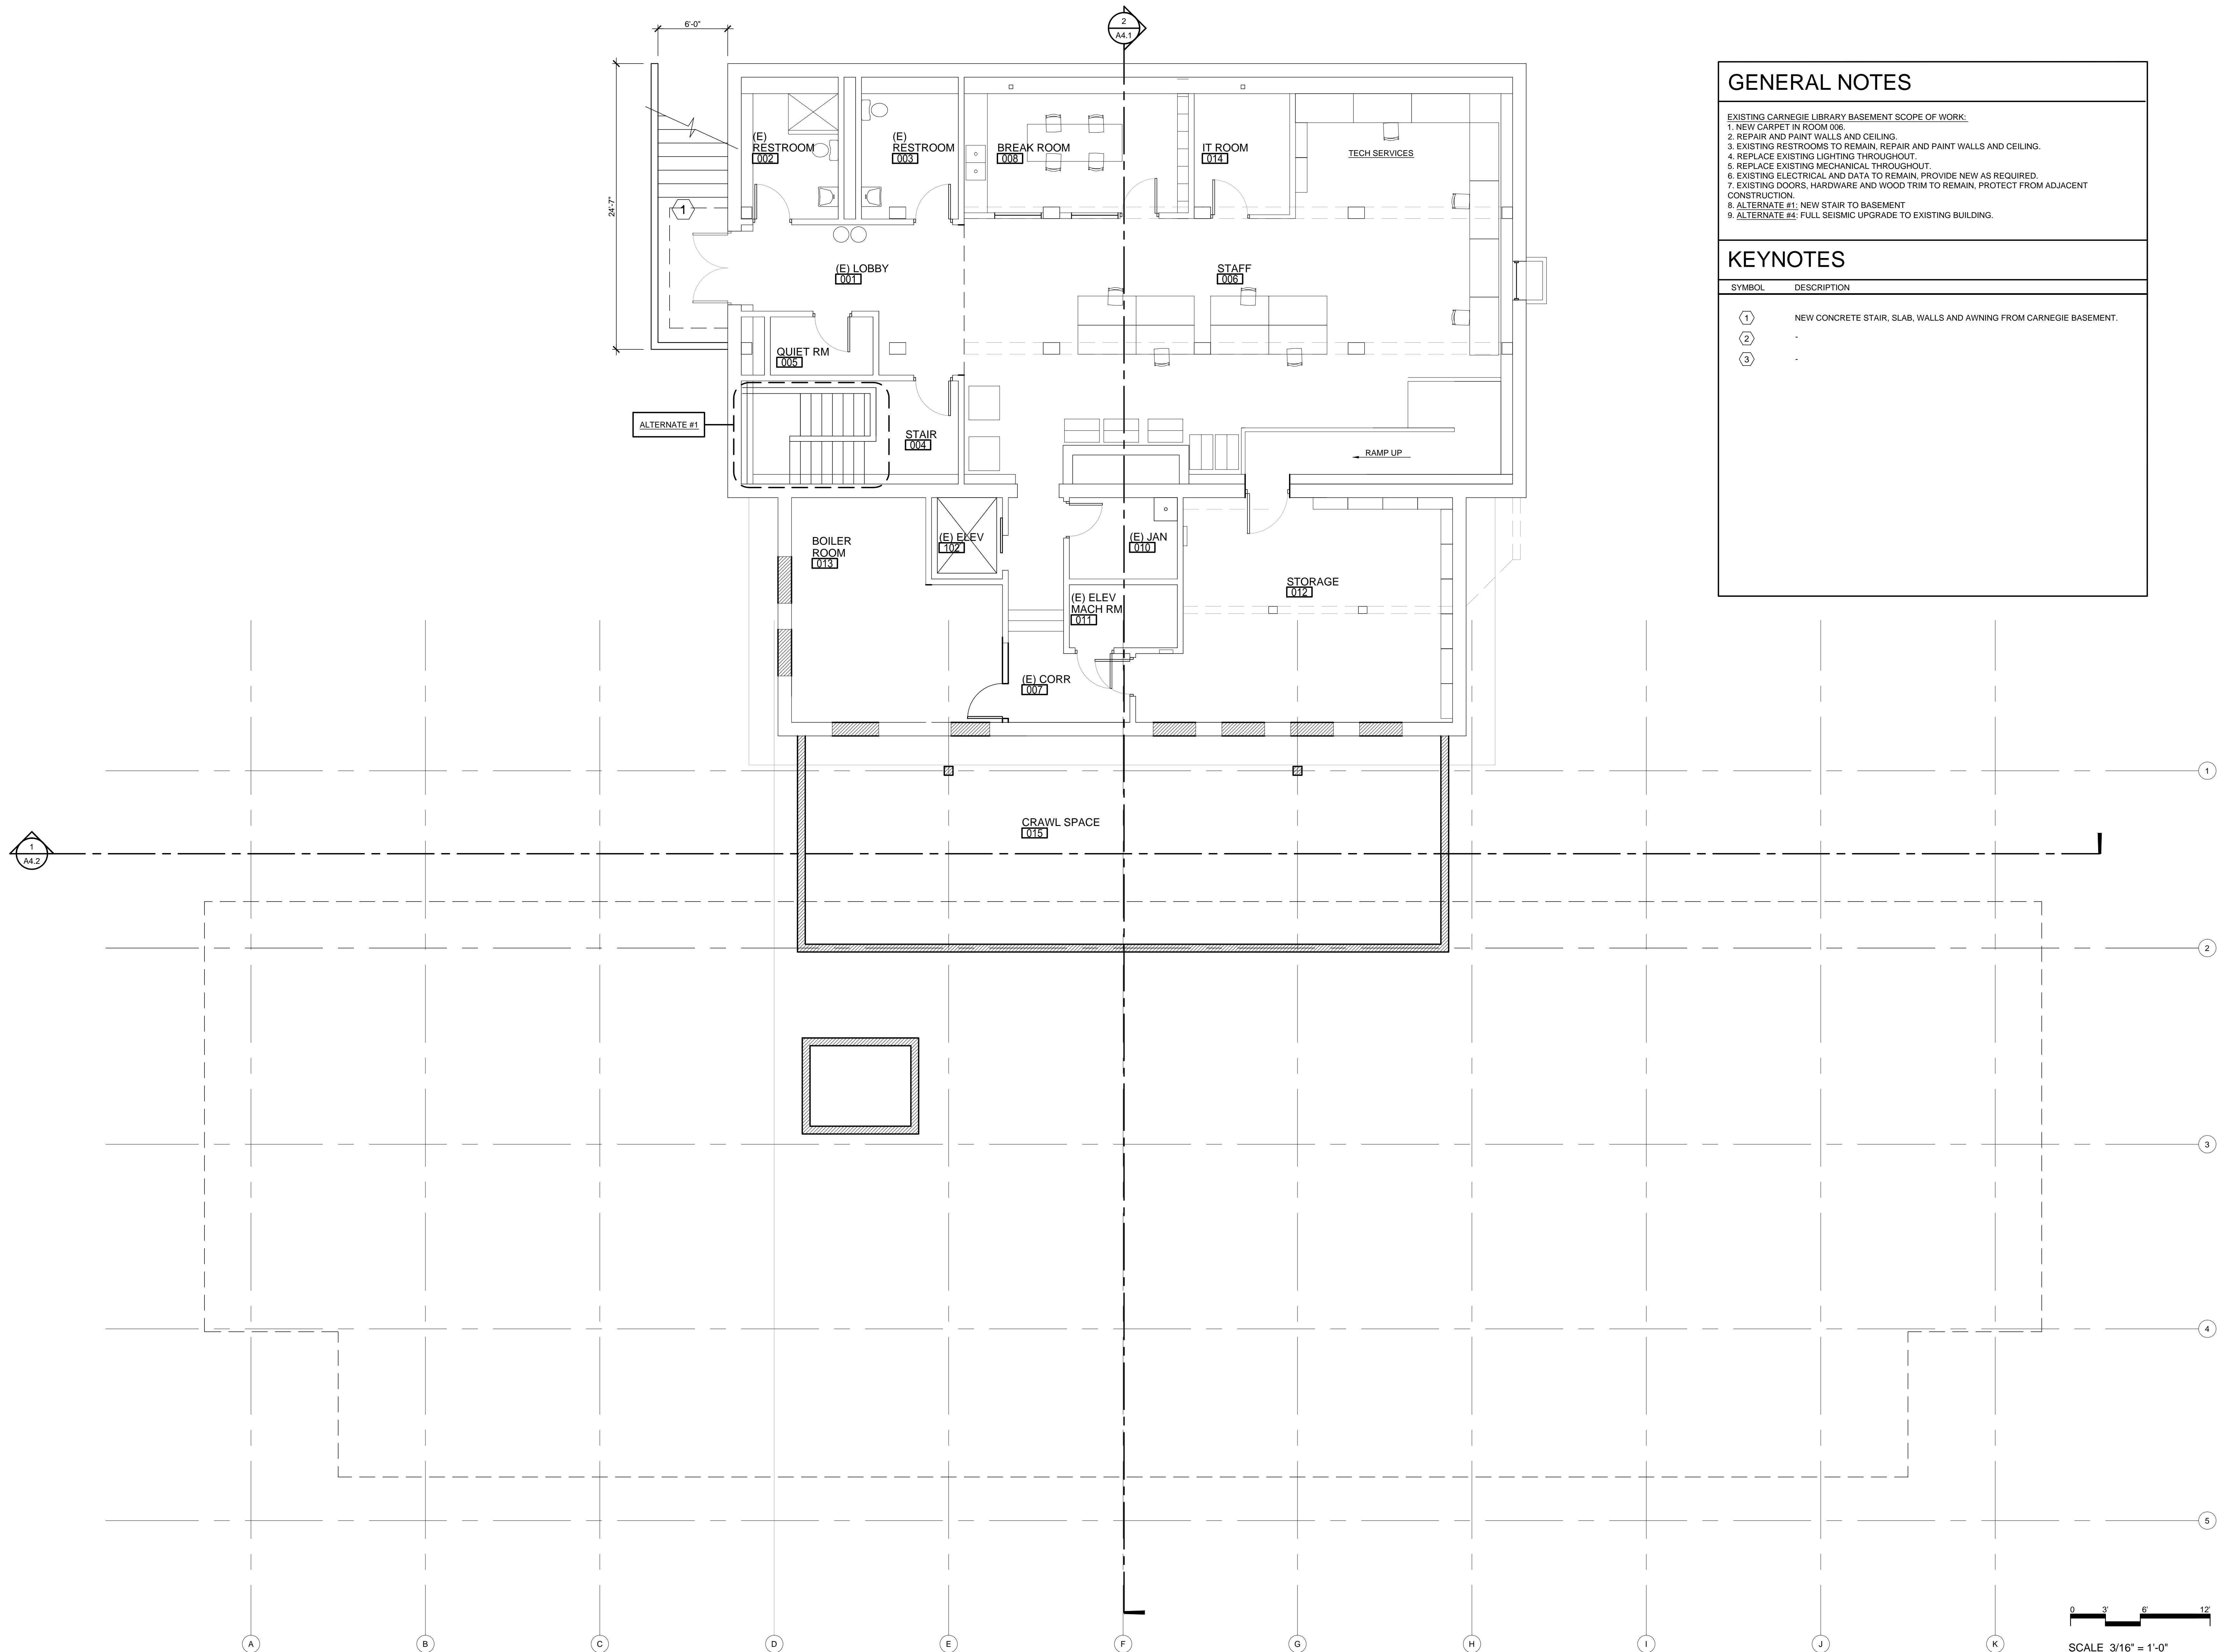 6'-0"
2
A4.1
24'-7"
(E)
RESTROOM
002
(E)
RESTROOM
003
BREAK ROOM
008
IT ROOM
014
TECH SERVICES
1
(E) LOBBY
001
STAFF
006
QUIET RM
005
ALTERNATE #1
STAIR
004
RAMP UP
BOILER
ROOM
013
(E) ELEV
102
(E) JAN
010
(E) ELEV
MACH RM
011
STORAGE
012
(E) CORR
007
CRAWL SPACE
015
1
A4.2
GENERAL NOTES
EXISTING CARNEGIE LIBRARY BASEMENT SCOPE OF WORK:
1. NEW CARPET IN ROOM 006.
2. REPAIR AND PAINT WALLS AND CEILING.
3. EXISTING RESTROOMS TO REMAIN, REPAIR AND PAINT WALLS AND CEILING.
4. REPLACE EXISTING LIGHTING THROUGHOUT.
5. REPLACE EXISTING MECHANICAL THROUGHOUT.
6. EXISTING ELECTRICAL AND DATA TO REMAIN, PROVIDE NEW AS REQUIRED.
7. EXISTING DOORS, HARDWARE AND WOOD TRIM TO REMAIN, PROTECT FROM ADJACENT
CONSTRUCTION.
8. ALTERNATE #1: NEW STAIR TO BASEMENT
9. ALTERNATE #4: FULL SEISMIC UPGRADE TO EXISTING BUILDING.
KEYNOTES
SYMBOL DESCRIPTION
1 NEW CONCRETE STAIR, SLAB, WALLS AND AWNING FROM CARNEGIE BASEMENT.
2 -
3 -
1
2
3
4
5
A
B
C
D
E
F
G
H
I
J
K
0 3' 6' 12'
SCALE 3/16" = 1'-0"